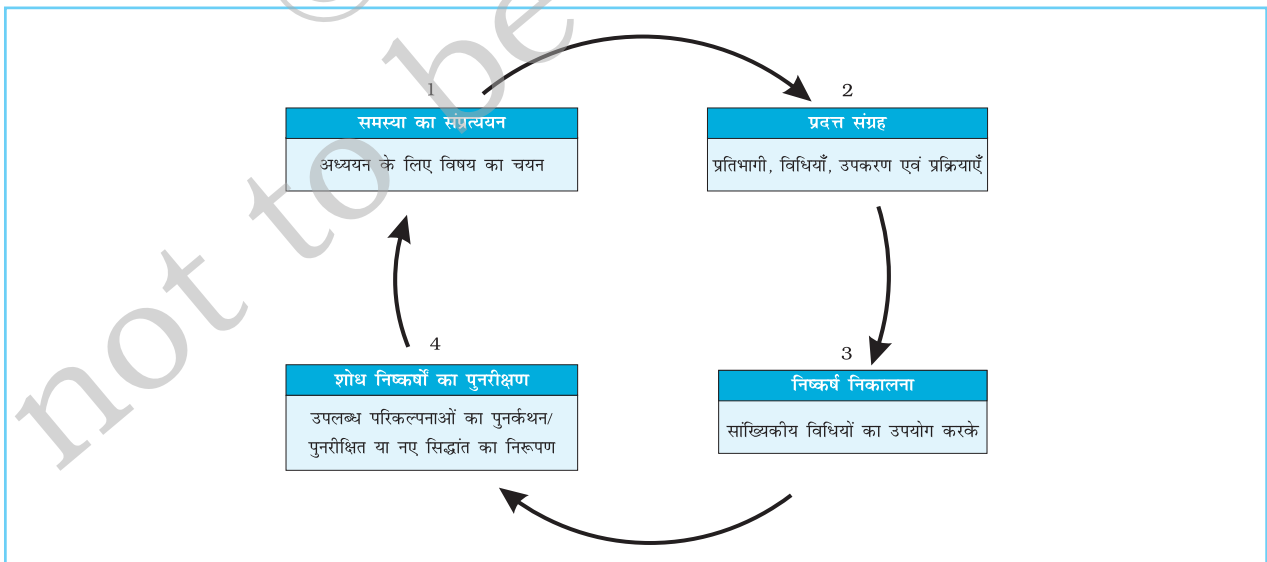 1
समस्या का संप्रत्ययन
अध्ययन के लिए विषय का चयन
2
प्रदत्त संग्रह
प्रतिभागी, विधियाँ, उपकरण एवं प्रक्रियाएँ
3
निष्कर्ष निकालना
सांख्यिकीय विधियों का उपयोग करके
4
शोध निष्कर्षों का पुनरीक्षण
उपलब्ध परिकल्पनाओं का पुनर्कथन/
पुनरीक्षित या नए सिद्धांत का निरूपण
not to be